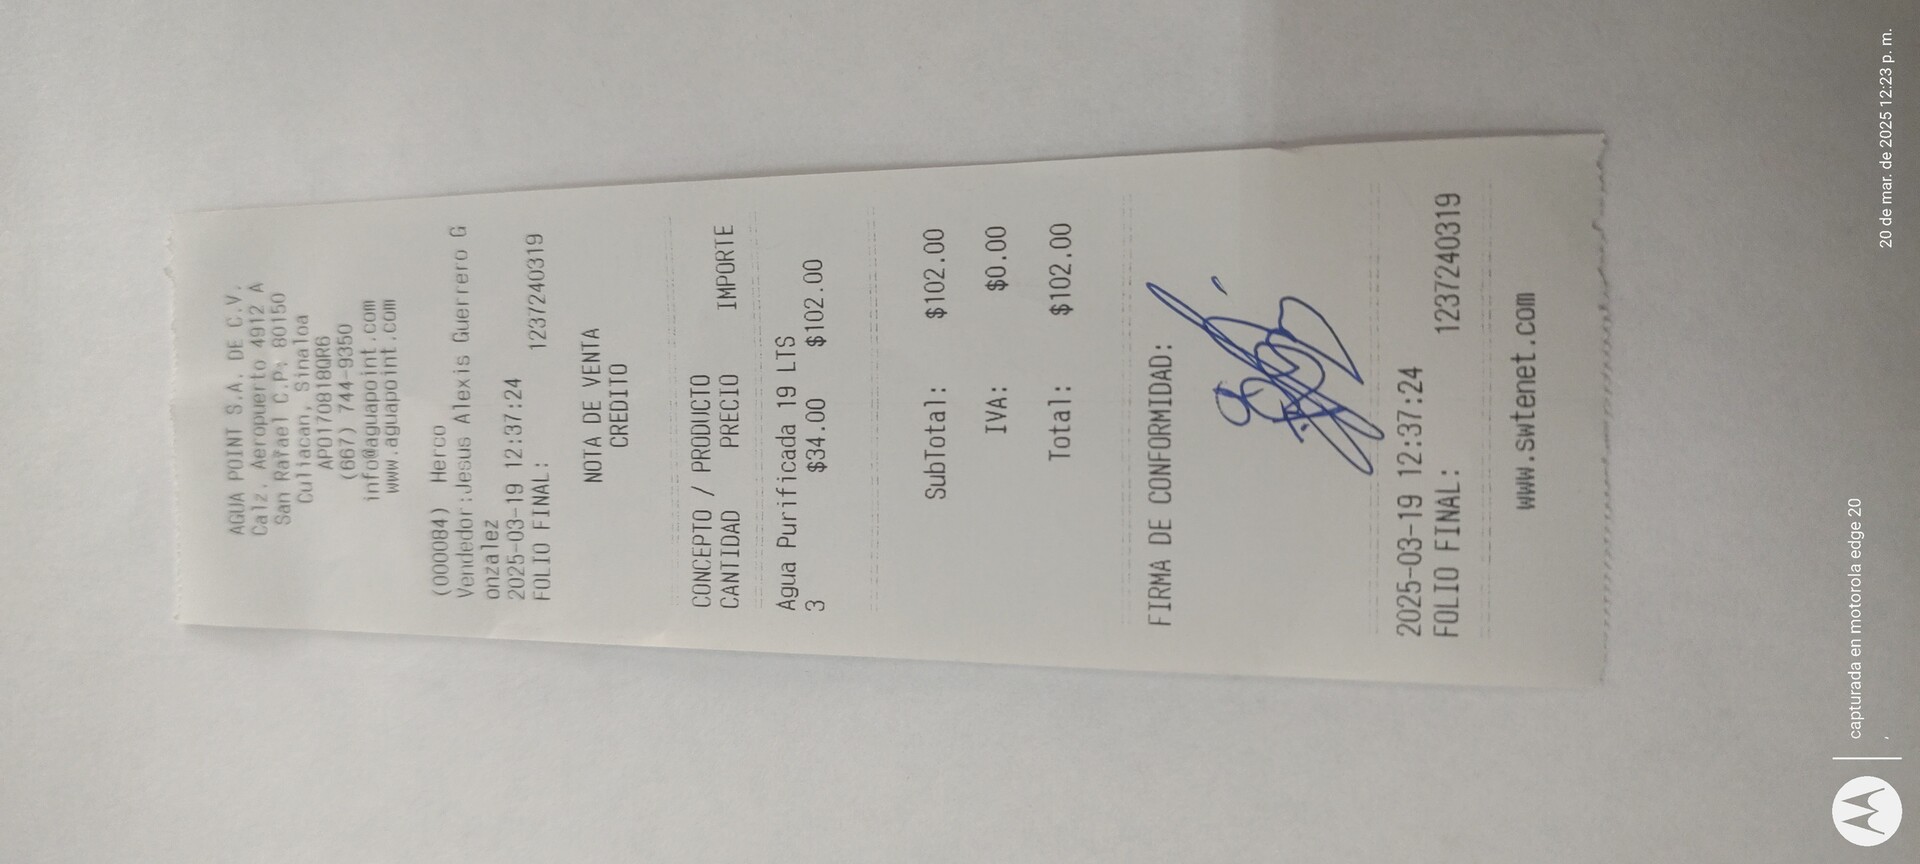 AGUA POINT S.A. DE C.V.
Calz. Aeropuerto 4912 A
San Rafael C.P: 80150
Culiacan, Sinaloa
APO170818QR6
(667) 744-9350
info@aguapoint.com
www.aguapoint.com
(000084) Herco
Vendedor:Jesus Alexis Guerrero G
onzalez
2025-03-19 12:37:24
FOLIO FINAL: 1237240319
NOTA DE VENTA
CREDITO
CONCEPTO / PRODUCTO
CANTIDAD PRECIO IMPORTE
Agua Purificada 19 LTS
3 $34.00 $102.00
SubTotal: $102.00
IVA: $0.00
Total: $102.00
FIRMA DE CONFORMIDAD:
2025-03-19 12:37:24
FOLIO FINAL: 1237240319
www.swtenet.com
capturada en motorola edge 20
20 de mar. de 2025 12:23 p. m.